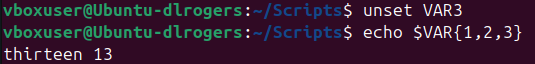 vboxuser@Ubuntu-dlrogers:~/Scripts$ unset VAR3
vboxuser@Ubuntu-dlrogers:~/Scripts$ echo $VAR{1,2,3}
thirteen 13